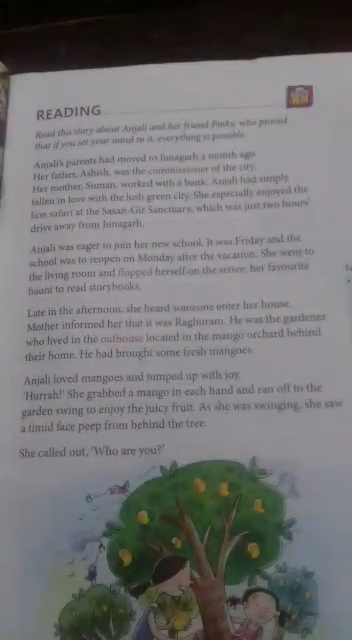 READING
Read this story about Anjali and her friend Pinky, who proved
that if you set your mind to it, everything is possible.
Anjali's parents had moved to Junagarh a month ago.
Her father, Ashish, was the commissioner of the city.
Her mother, Suman, worked with a bank. Anjali had simply
fallen in love with the lush green city. She especially enjoyed the
lion safari at the Sasan-Gir Sanctuary, which was just two hours'
drive away from Junagarh.
Anjali was eager to join her new school. It was Friday and the
school was to reopen on Monday after the vacation. She went to
the living room and flopped herself on the settee, her favourite
haunt to read storybooks.
Late in the afternoon, she heard someone enter her house.
Mother informed her that it was Raghuram. He was the gardener
who lived in the outhouse located in the mango orchard behind
their home. He had brought some fresh mangoes.
Anjali loved mangoes and jumped up with joy.
'Hurrah!' She grabbed a mango in each hand and ran off to the
garden swing to enjoy the juicy fruit. As she was swinging, she saw
a timid face peep from behind the tree.
She called out, 'Who are you?'